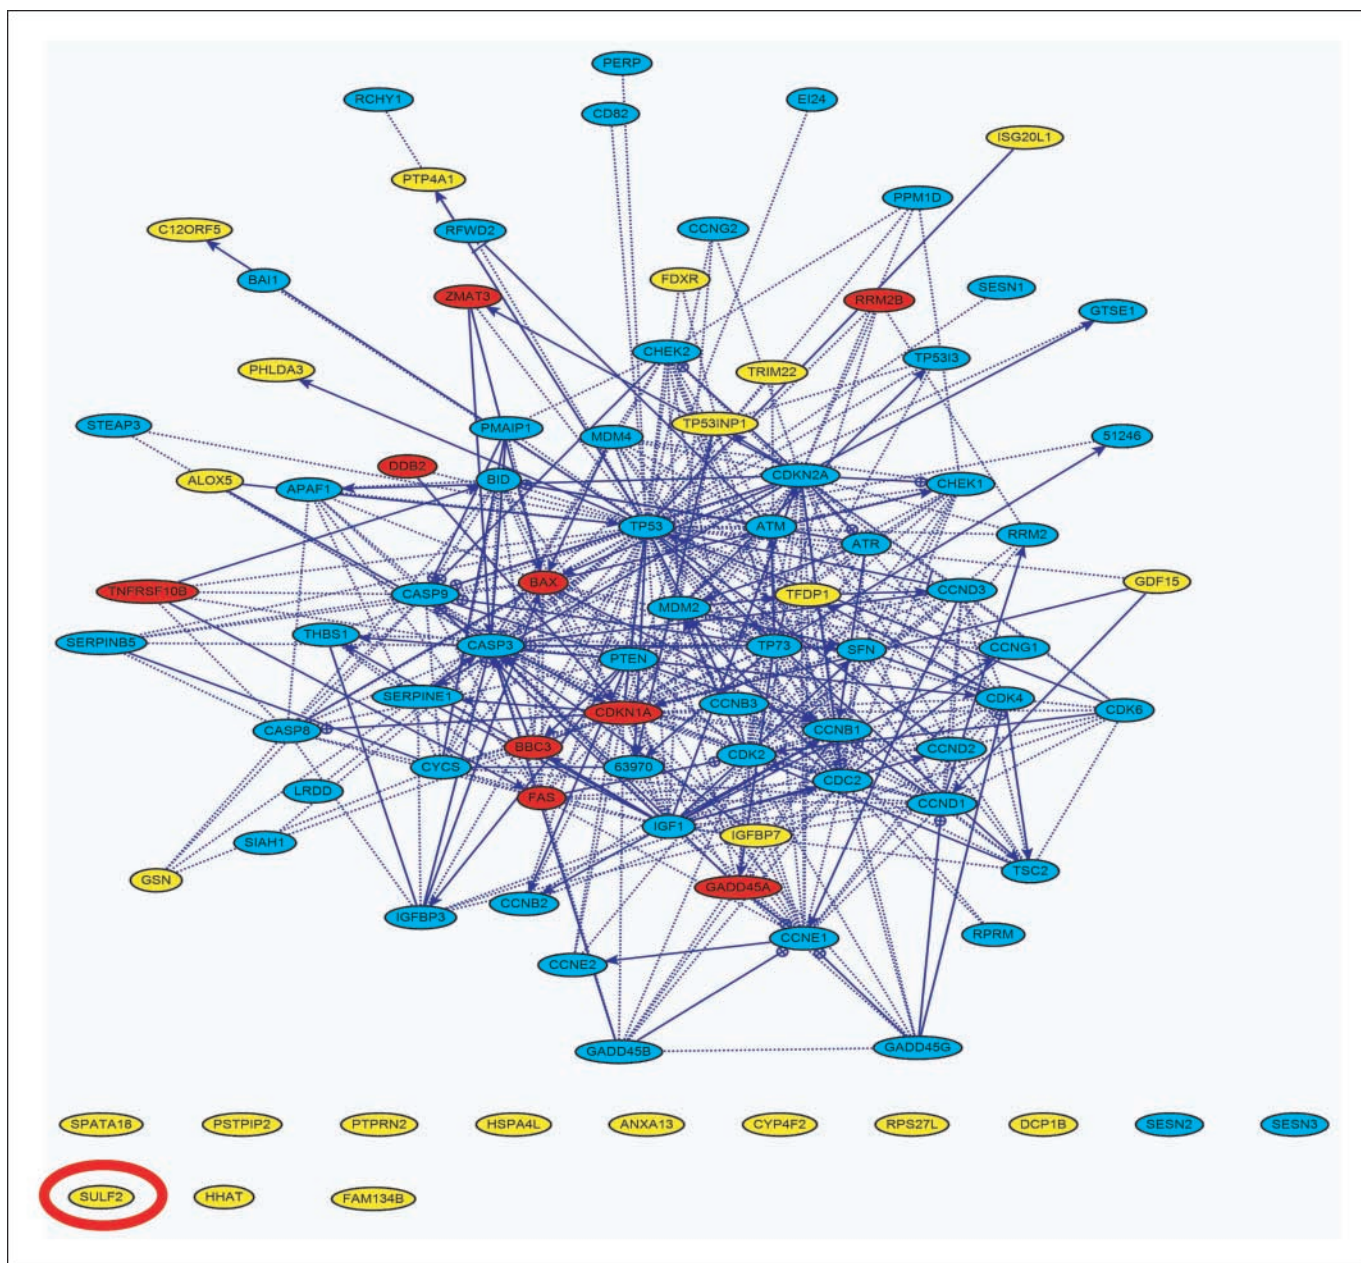 PERP
RCHY1
EI24
CD82
ISG20L1
PTP4A1
PPM1D
C12ORF5
RFWD2
CCNG2
BAI1
FDXR
SESN1
ZMAT3
RRM2B
GTSE1
CHEK2
TP53I3
PHLDA3
TRIM22
STEAP3
PMAIP1
MDM4
TP53INP1
51246
DDB2
ALOX5
APAF1
BID
CDKN2A
CHEK1
TP53
ATM
ATR
RRM2
TNFRSF10B
CASP9
BAX
TFDP1
CCND3
GDF15
MDM2
SERPINB5
THBS1
CASP3
PTEN
TP73
SFN
CCNG1
SERPINE1
CDKN1A
CCNB3
CDK4
CDK6
CASP8
BBC3
CCNB1
CYCS
63970
CDK2
CCND2
LRDD
FAS
CDC2
CCND1
SIAH1
IGF1
IGFBP7
GSN
TSC2
IGFBP3
CCNB2
GADD45A
CCNE1
RPRM
CCNE2
GADD45B
GADD45G
SPATA18
PSTPIP2
PTPRN2
HSPA4L
ANXA13
CYP4F2
RPS27L
DCP1B
SESN2
SESN3
SULF2
HHAT
FAM134B